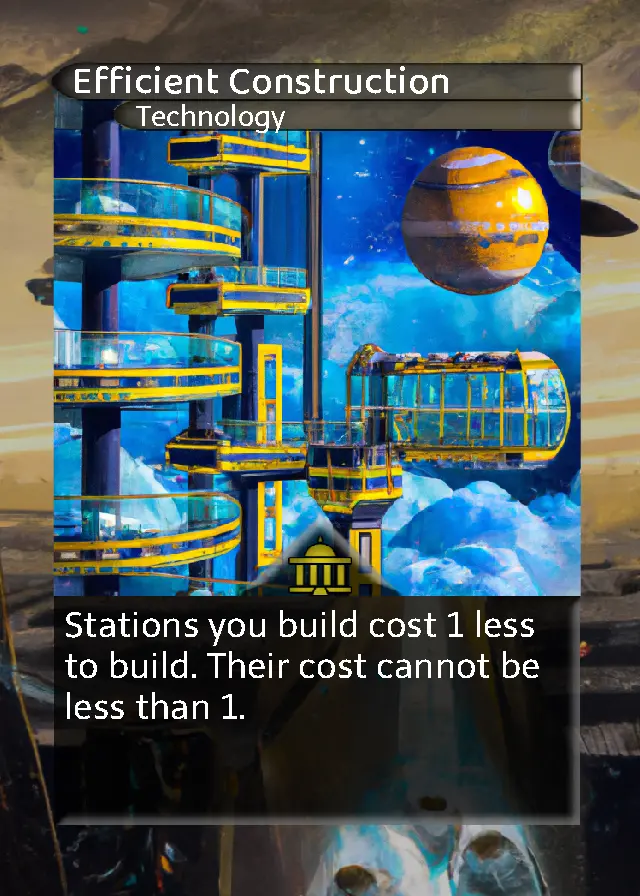 Efficient Construction
Technology
Stations you build cost 1 less
to build. Their cost cannot be
less than 1.